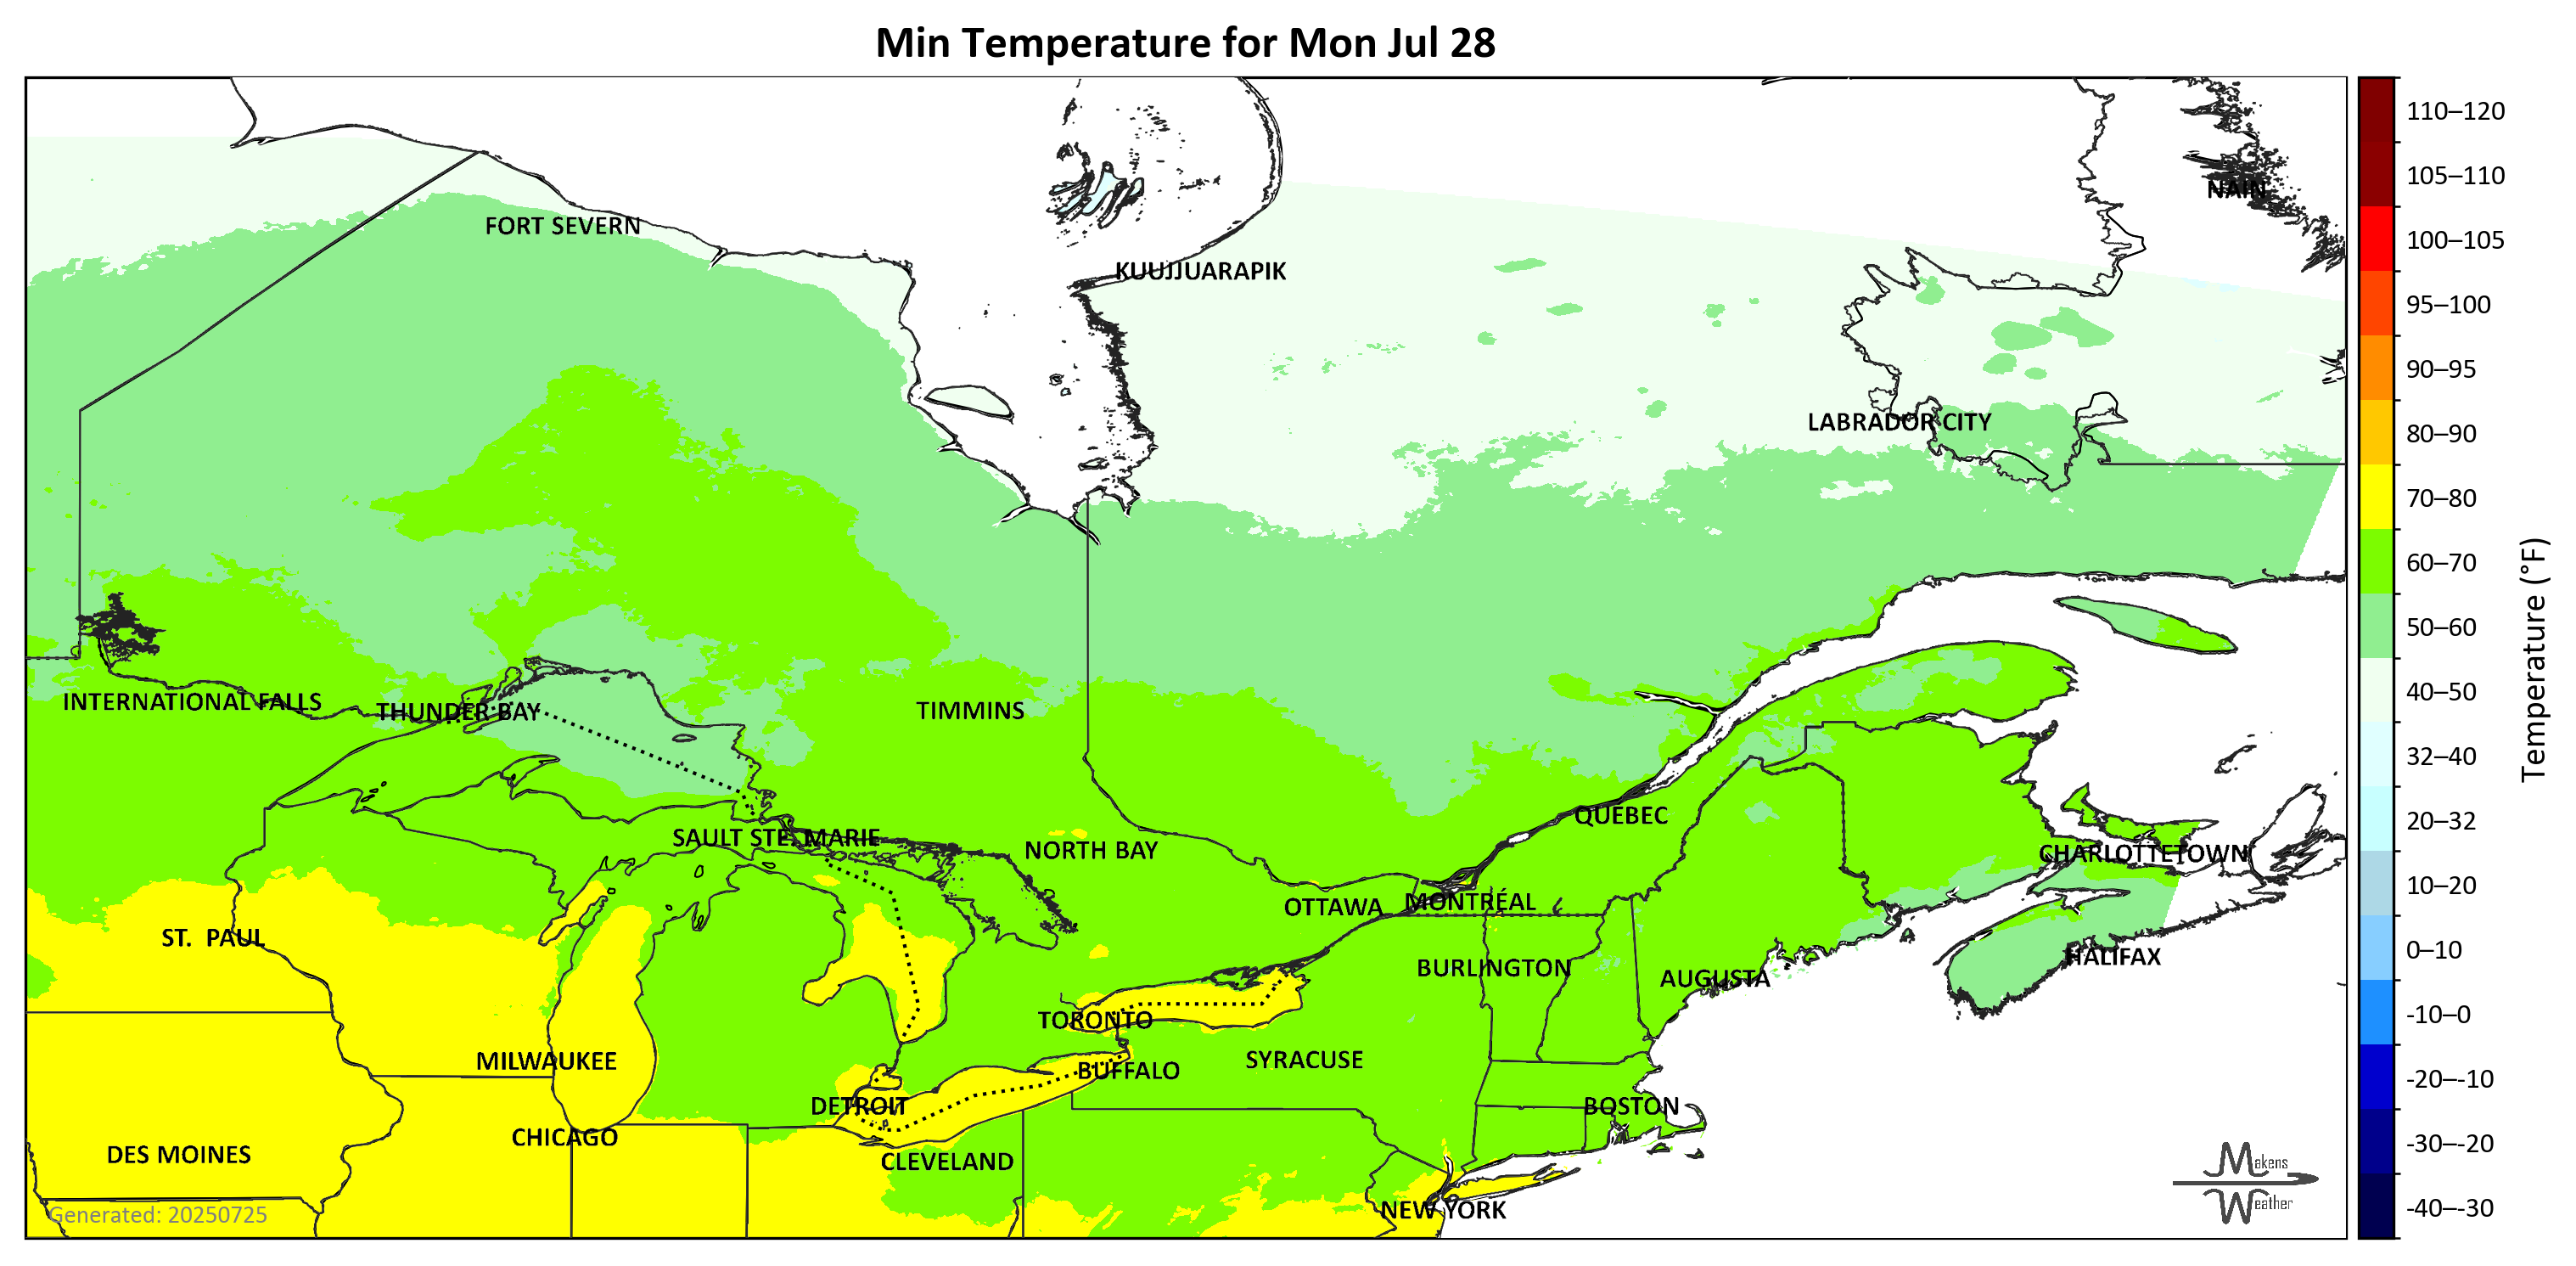 Min Temperature for Mon Jul 28
110–120
105–110
NAIN
FORT SEVERN
100–105
KUUJJUARAPIK
95–100
90–95
LABRADOR CITY
80–90
70–80
60–70
50–60
Temperature (°F)
40–50
INTERNATIONAL FALLS
THUNDER BAY
TIMMINS
32–40
QUÉBEC
20–32
SAULT STE. MARIE
NORTH BAY
CHARLOTTETOWN
10–20
OTTAWA
MONTRÉAL
ST. PAUL
0–10
HALIFAX
BURLINGTON
AUGUSTA
-10–0
TORONTO
MILWAUKEE
SYRACUSE
BUFFALO
-20–-10
DETROIT
BOSTON
CHICAGO
-30–-20
DES MOINES
CLEVELAND
Makens
Weather
-40–-30
NEW YORK
Generated: 20250725